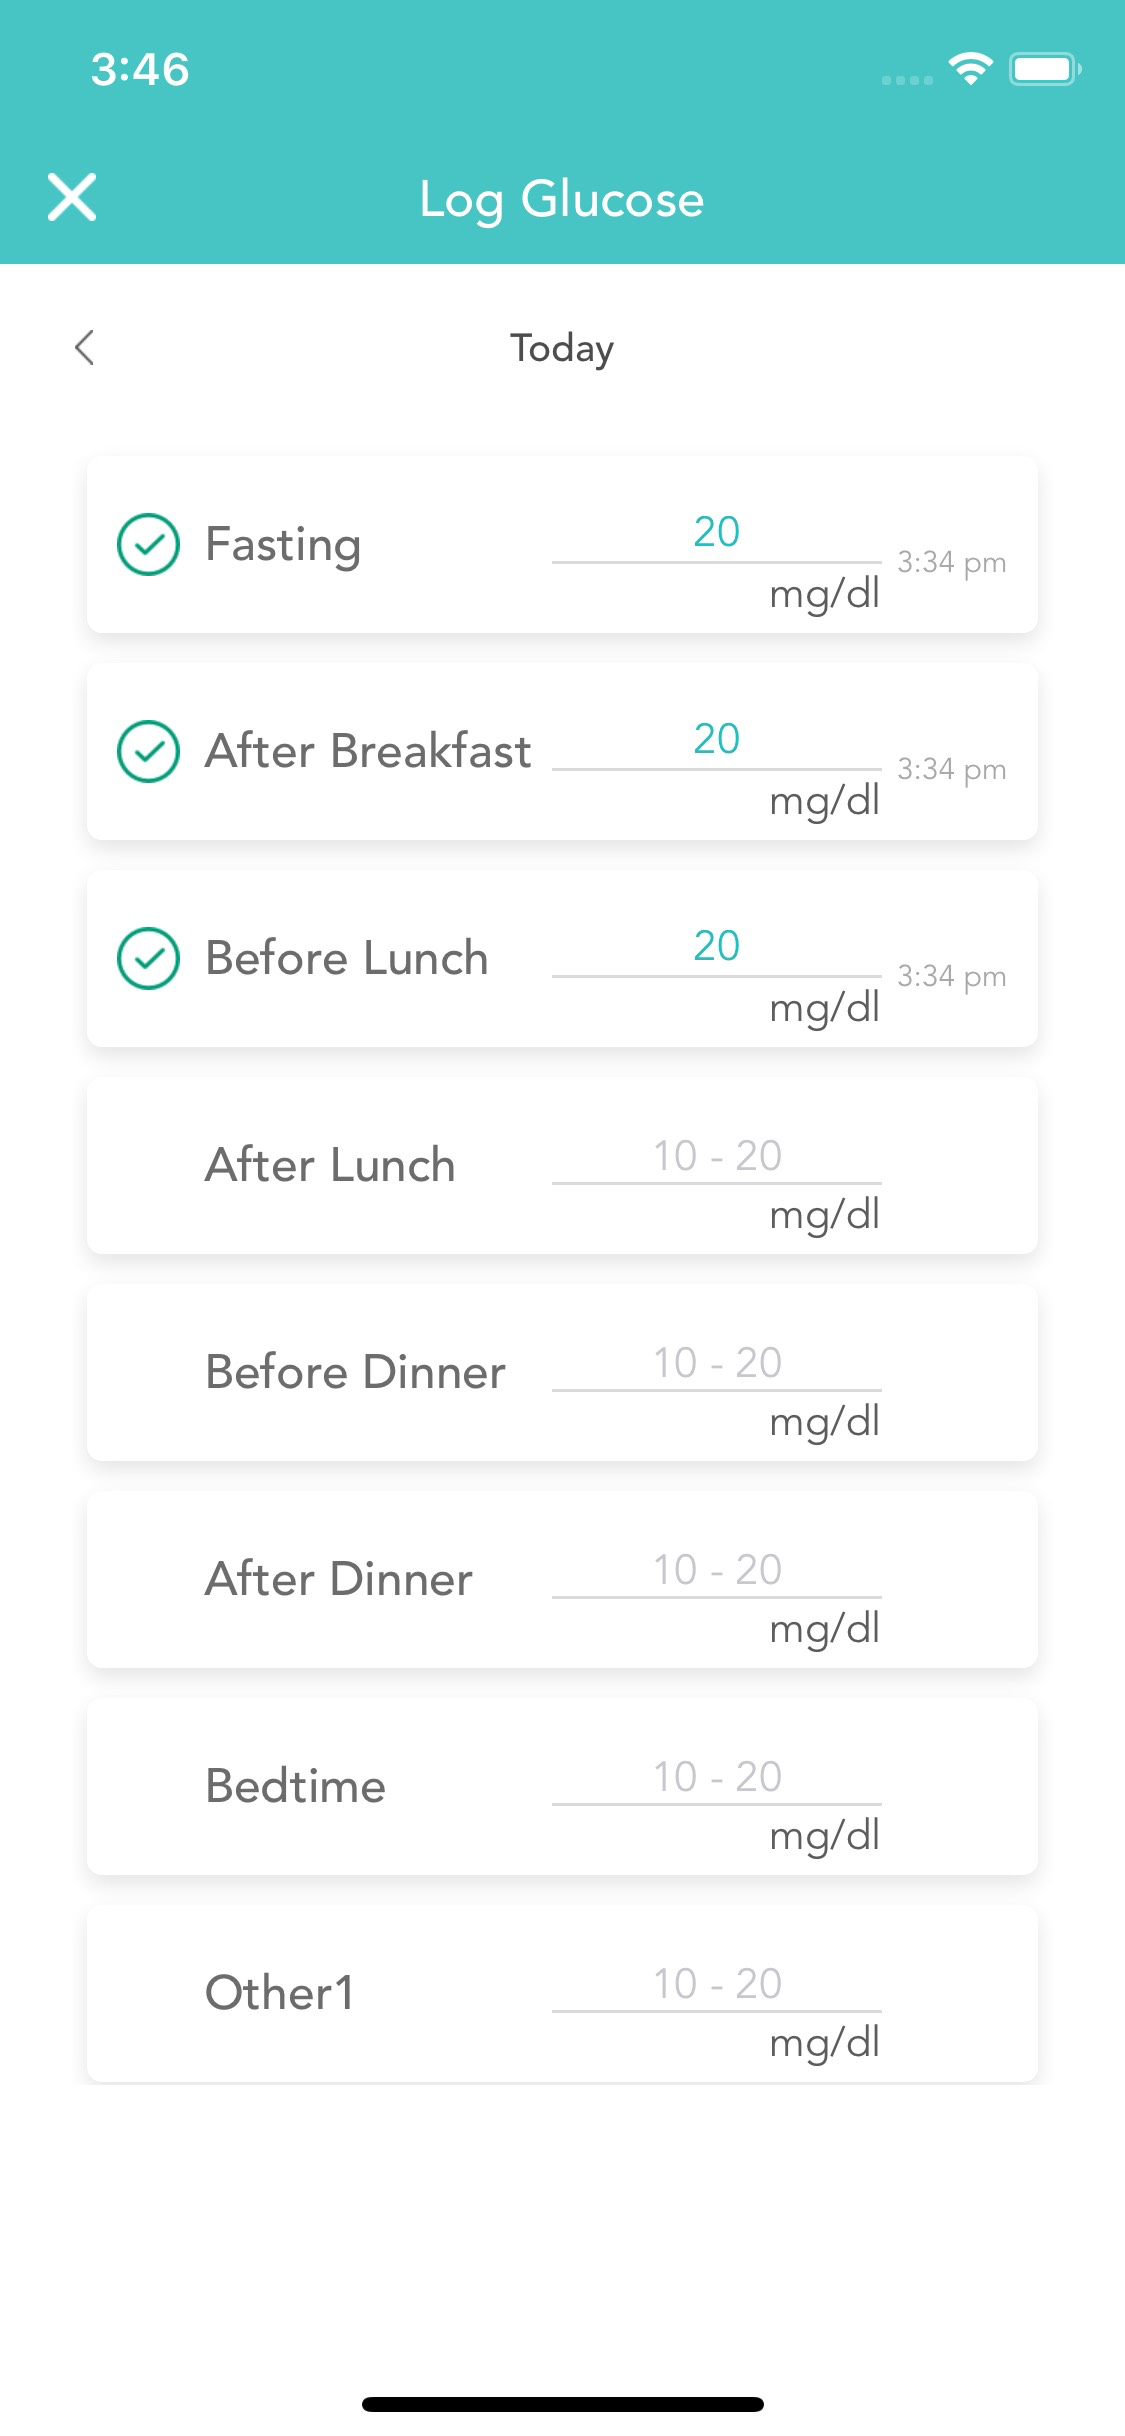 3:46
Log Glucose
Today
Fasting 20 3:34 pm
mg/dl
After Breakfast 20 3:34 pm
mg/dl
Before Lunch 20 3:34 pm
mg/dl
After Lunch 10 - 20
mg/dl
Before Dinner 10 - 20
mg/dl
After Dinner 10 - 20
mg/dl
Bedtime 10 - 20
mg/dl
Other1 10 - 20
mg/dl